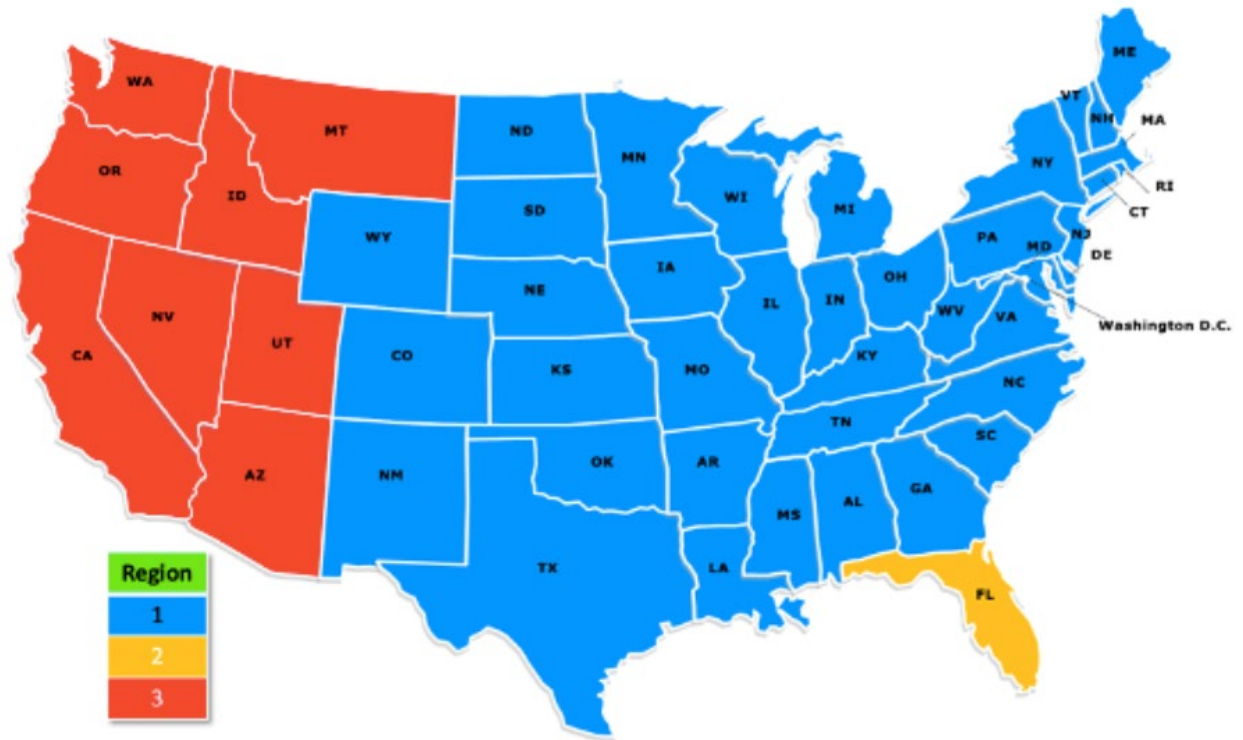 ME
WA
VT
NH
MA
MT
ND
MN
NY
OR
ID
SD
WI
MI
RI
CT
WY
PA
MD
NJ
DE
IA
NE
OH
NV
UT
CO
IL
IN
WV
VA
Washington D.C.
CA
KS
MO
KY
NC
TN
SC
AZ
NM
OK
AR
MS
AL
GA
TX
LA
FL
Region
1
2
3